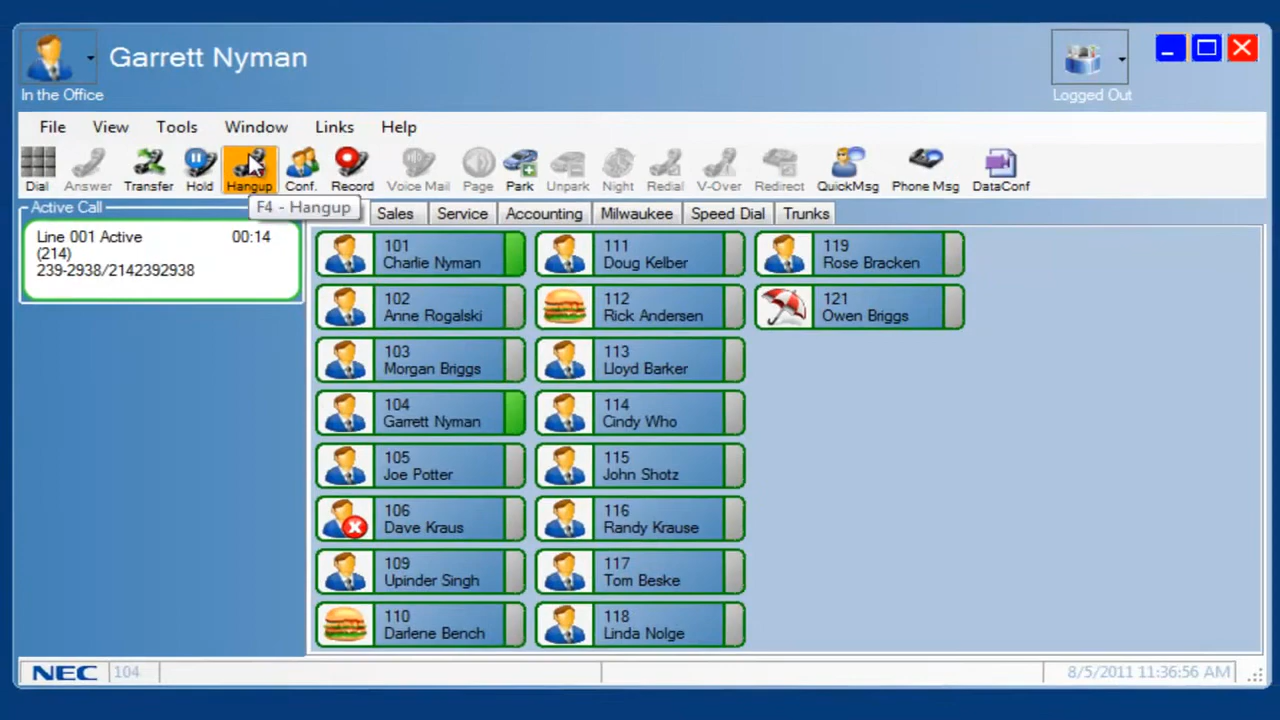 Garrett Nyman
In the Office
Logged Out
File View Tools Window Links Help
Dial Answer Transfer Hold Hangup Conf. Record Voice Mail Page Park Unpark Night Redial V-Over Redirect QuickMsg Phone Msg DataConf
F4 - Hangup
Active Call
Line 001 Active 00:14
(214)
239-2938/2142392938
Sales Service Accounting Milwaukee Speed Dial Trunks
101
Charlie Nyman
102
Anne Rogalski
103
Morgan Briggs
104
Garrett Nyman
105
Joe Potter
106
Dave Kraus
109
Upinder Singh
110
Darlene Bench
111
Doug Kelber
112
Rick Andersen
113
Lloyd Barker
114
Cindy Who
115
John Shotz
116
Randy Krause
117
Tom Beske
118
Linda Nolge
119
Rose Bracken
121
Owen Briggs
NEC 104 8/5/2011 11:36:56 AM